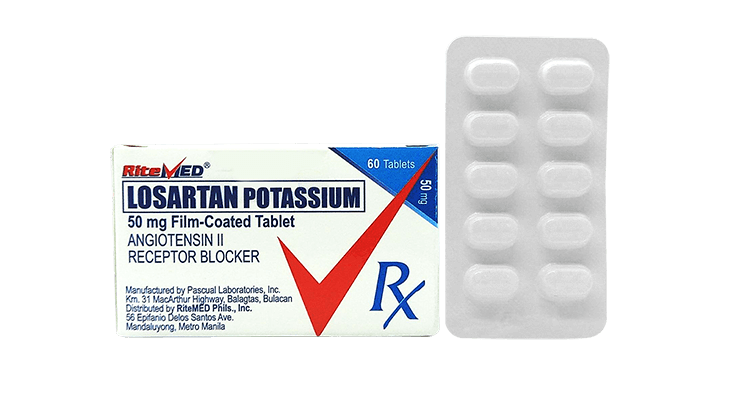 60 Tablets
50 mg
RiteMED®
LOSARTAN POTASSIUM
50 mg Film-Coated Tablet
ANGIOTENSIN II
RECEPTOR BLOCKER
Manufactured by Pascual Laboratories, Inc.
Km. 31 MacArthur Highway, Balagtas, Bulacan
Distributed by RiteMED Phils., Inc.
56 Epifanio Delos Santos Ave.
Mandaluyong, Metro Manila
Rx